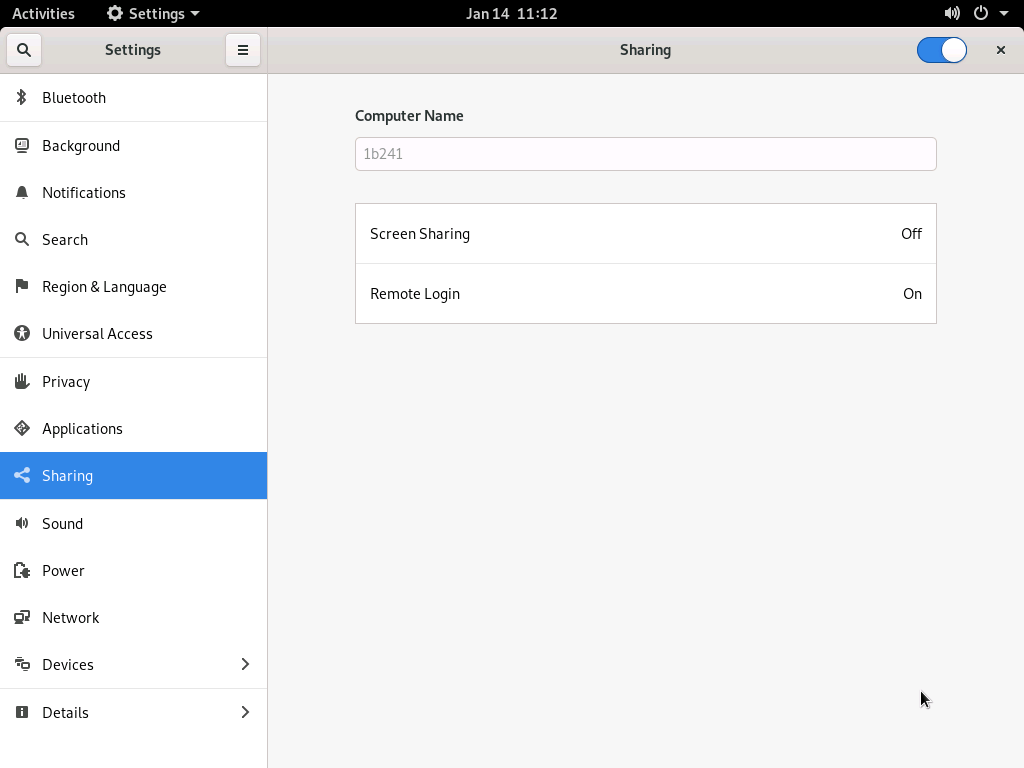 Activities Settings Jan 14 11:12
Settings Sharing
Bluetooth
Background
Notifications
Search
Region & Language
Universal Access
Privacy
Applications
Sharing
Sound
Power
Network
Devices
Details
Computer Name
1b241
Screen Sharing Off
Remote Login On